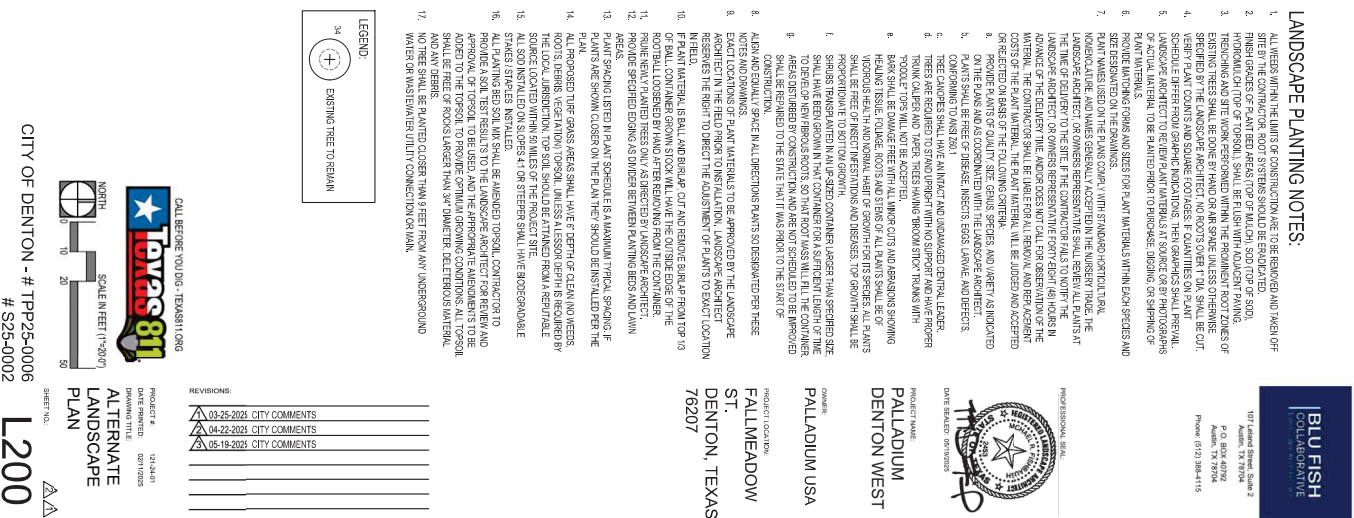 LANDSCAPE PLANTING NOTES:
1. ALL WEEDS WITHIN THE LIMITS OF CONSTRUCTION ARE TO BE REMOVED AND TAKEN OFF
SITE BY THE CONTRACTOR. ROOT SYSTEMS SHOULD BE ERADICATED.
2. FINISH GRADES OF PLANT BED AREAS (TOP OF MULCH), SOD (TOP OF SOD),
HYDROMULCH (TOP OF TOPSOIL), SHALL BE FLUSH WITH ADJACENT PAVING.
3. TRENCHING AND SITE WORK PERFORMED WITHIN THE PERIMETER ROOT ZONES OF
EXISTING TREES SHALL BE DONE BY HAND OR AIR SPADE UNLESS OTHERWISE
SPECIFIED BY THE LANDSCAPE ARCHITECT. NO ROOTS OVER 1" DIA. SHALL BE CUT.
4. VERIFY PLANT COUNTS AND SQUARE FOOTAGES: IF QUANTITIES ON PLANT
SCHEDULE DIFFER FROM GRAPHIC INDICATIONS, THEN GRAPHICS SHALL PREVAIL.
5. LANDSCAPE ARCHITECT TO REVIEW PLANT MATERIALS AT SOURCE OR BY PHOTOGRAPHS
OF ACTUAL MATERIAL TO BE PLANTED PRIOR TO PURCHASE, DIGGING, OR SHIPPING OF
PLANT MATERIALS.
6. PROVIDE MATCHING FORMS AND SIZES FOR PLANT MATERIALS WITHIN EACH SPECIES AND
SIZE DESIGNATED ON THE DRAWINGS.
7. PLANT NAMES USED ON THE PLANS COMPLY WITH STANDARD HORTICULTURAL
NOMENCLATURE, AND NAMES GENERALLY ACCEPTED IN THE NURSERY TRADE. THE
LANDSCAPE ARCHITECT, OR OWNERS REPRESENTATIVE SHALL REVIEW ALL PLANTS AT
THE TIME OF DELIVERY TO THE SITE. IF THE CONTRACTOR FAILS TO NOTIFY THE
LANDSCAPE ARCHITECT, OR OWNERS REPRESENTATIVE FORTY-EIGHT (48) HOURS IN
ADVANCE OF THE DELIVERY TIME AND/OR DOES NOT CALL FOR OBSERVATION OF THE
MATERIAL THE CONTRACTOR SHALL BE LIABLE FOR ALL REMOVAL AND REPLACEMENT
COSTS OF THE PLANT MATERIAL. THE PLANT MATERIAL WILL BE JUDGED AND ACCEPTED
OR REJECTED ON BASIS OF THE FOLLOWING CRITERIA:
a. PROVIDE PLANTS OF QUALITY, SIZE, GENUS, SPECIES, AND VARIETY AS INDICATED
ON THE PLANS AND AS COORDINATED WITH THE LANDSCAPE ARCHITECT.
b. PLANTS SHALL BE FREE OF DISEASE, INSECTS, EGGS, LARVAE, AND DEFECTS,
CONFORMING TO ANSI Z60.1
c. TREE CANOPIES SHALL HAVE AN INTACT AND UNDAMAGED CENTRAL LEADER.
d. TREES ARE REQUIRED TO STAND UPRIGHT WITH NO SUPPORT AND HAVE PROPER
TRUNK CALIPER AND TAPER. TREES HAVING "BROOM STICK" TRUNKS WITH
"POODLE" TOPS WILL NOT BE ACCEPTED,
e. BARK SHALL BE DAMAGE FREE WITH ALL MINOR CUTS AND ABRASIONS SHOWING
HEALING TISSUE. FOLIAGE, ROOTS AND STEMS OF ALL PLANTS SHALL BE OF
VIGOROUS HEALTH AND NORMAL HABIT OF GROWTH FOR ITS SPECIES. ALL PLANTS
SHALL BE FREE OF INSECT INFESTATIONS AND DISEASES. TOP GROWTH SHALL BE
PROPORTIONATE TO BOTTOM GROWTH.
f. SHRUBS TRANSPLANTED IN AN UP-SIZED CONTAINER LARGER THAN SPECIFIED SIZE
SHALL HAVE BEEN GROWN IN THAT CONTAINER FOR A SUFFICIENT LENGTH OF TIME
TO DEVELOP NEW FIBROUS ROOTS, SO THAT ROOT MASS WILL FILL THE CONTAINER.
g. AREAS DISTURBED BY CONSTRUCTION AND ARE NOT SCHEDULED TO BE IMPROVED
SHALL BE REPAIRED TO THE STATE THAT IT WAS PRIOR TO THE START OF
CONSTRUCTION.
8. ALIGN AND EQUALLY SPACE IN ALL DIRECTIONS PLANTS SO DESIGNATED PER THESE
NOTES AND DRAWINGS.
9. EXACT LOCATIONS OF PLANT MATERIALS TO BE APPROVED BY THE LANDSCAPE
ARCHITECT IN THE FIELD PRIOR TO INSTALLATION. LANDSCAPE ARCHITECT
RESERVES THE RIGHT TO DIRECT THE ADJUSTMENT OF PLANTS TO EXACT LOCATION
IN FIELD.
10. IF PLANT MATERIAL IS BALL AND BURLAP, CUT AND REMOVE BURLAP FROM TOP 1/3
OF BALL. CONTAINER GROWN STOCK WILL HAVE THE OUTSIDE EDGE OF THE
ROOTBALL LOOSENED BY HAND AFTER REMOVING FROM THE CONTAINER.
11. PRUNE NEWLY PLANTED TREES ONLY AS DIRECTED BY LANDSCAPE ARCHITECT.
12. PROVIDE SPECIFIED EDGING AS DIVIDER BETWEEN PLANTING BEDS AND LAWN
AREAS.
13. PLANT SPACING LISTED IN PLANT SCHEDULE IS A MAXIMUM TYPICAL SPACING. IF
PLANTS ARE SHOWN CLOSER ON THE PLAN THEY SHOULD BE INSTALLED PER THE
PLAN.
14. ALL PROPOSED TURF GRASS AREAS SHALL HAVE 6" DEPTH OF CLEAN (NO WEEDS,
ROOTS, DEBRIS, VEGETATION) TOPSOIL UNLESS A LESSOR DEPTH IS REQUIRED BY
THE LOCAL JURISDICTION. TOP SOIL SHOULD BE ATTAINED FROM A REPUTABLE
SOURCE, LOCATED WITHIN 50 MILES OF THE PROJECT SITE.
15. ALL SOD INSTALLED ON SLOPES 4:1 OR STEEPER SHALL HAVE BIODEGRADABLE
STAKES / STAPLES INSTALLED.
16. ALL PLANTING BED SOIL MIX SHALL BE AMENDED TOPSOIL. CONTRACTOR TO
PROVIDE A SOIL TEST RESULTS TO THE LANDSCAPE ARCHITECT FOR REVIEW AND
APPROVAL OF TOPSOIL TO BE USED, AND THE APPROPRIATE AMENDMENTS TO BE
ADDED TO THE TOPSOIL TO PROVIDE OPTIMUM GROWING CONDITIONS. ALL TOPSOIL
SHALL BE FREE OF ROCKS LARGER THAN 3/4" DIAMETER, DELETERIOUS MATERIAL
AND ANY DEBRIS.
17. NO TREE SHALL BE PLANTED CLOSER THAN 9 FEET FROM ANY UNDERGROUND
WATER OR WASTEWATER UTILITY CONNECTION OR MAIN.
LEGEND:
34
EXISTING TREE TO REMAIN
BLU FISH
COLLABORATIVE
107 Leland Street, Suite 2
Austin, TX 78704
P.O. BOX 40792
Austin, TX 78704
Phone: (512) 388-4115
PROFESSIONAL SEAL
REGISTERED LANDSCAPE ARCHITECT
2453
DATE SEALED: 05/19/2025
PROJECT NAME:
PALLADIUM
DENTON WEST
OWNER:
PALLADIUM USA
PROJECT LOCATION:
FALLMEADOW
ST.
DENTON, TEXAS
76207
REVISIONS:
1 03-25-2025 CITY COMMENTS
2 04-22-2025 CITY COMMENTS
3 05-19-2025 CITY COMMENTS
CALL BEFORE YOU DIG - TEXAS811.ORG
Texas811
NORTH
0 10 20 50
SCALE IN FEET (1"=20'-0")
PROJECT #: 121-24-01
DATE PRINTED: 02/11/2025
DRAWING TITLE:
ALTERNATE
LANDSCAPE
PLAN
SHEET NO.:
L200
CITY OF DENTON - # TPP25-0006
# S25-0002